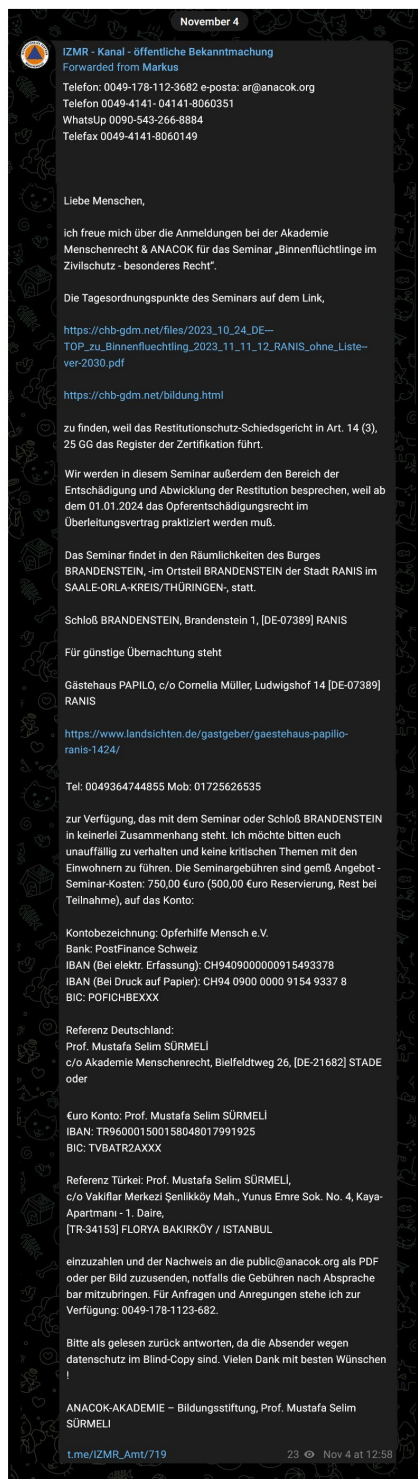 November 4
IZMR - Kanal - öffentliche Bekanntmachung
Forwarded from Markus
Telefon: 0049-178-112-3682 e-posta: ar@anacok.org
Telefon 0049-4141- 04141-8060351
WhatsUp 0090-543-266-8884
Telefax 0049-4141-8060149
Liebe Menschen,
ich freue mich über die Anmeldungen bei der Akademie
Menschenrecht & ANACOK für das Seminar „Binnenflüchtlinge im
Zivilschutz - besonderes Recht“.
Die Tagesordnungspunkte des Seminars auf dem Link,
https://chb-gdm.net/files/2023_10_24_DE---
TOP_zu_Binnenfluechtling_2023_11_11_12_RANIS_ohne_Liste--
ver-2030.pdf
https://chb-gdm.net/bildung.html
zu finden, weil das Restitutionschutz-Schiedsgericht in Art. 14 (3),
25 GG das Register der Zertifikation führt.
Wir werden in diesem Seminar außerdem den Bereich der
Entschädigung und Abwicklung der Restitution besprechen, weil ab
dem 01.01.2024 das Opferentschädigungsrecht im
Überleitungsvertrag praktiziert werden muß.
Das Seminar findet in den Räumlichkeiten des Burges
BRANDENSTEIN, -im Ortsteil BRANDENSTEIN der Stadt RANIS im
SAALE-ORLA-KREIS/THÜRINGEN-, statt.
Schloß BRANDENSTEIN, Brandenstein 1, [DE-07389] RANIS
Für günstige Übernachtung steht
Gästehaus PAPILO, c/o Cornelia Müller, Ludwigshof 14 [DE-07389]
RANIS
https://www.landsichten.de/gastgeber/gaestehaus-papilio-
ranis-1424/
Tel: 0049364744855 Mob: 01725626535
zur Verfügung, das mit dem Seminar oder Schloß BRANDENSTEIN
in keinerlei Zusammenhang steht. Ich möchte bitten euch
unauffällig zu verhalten und keine kritischen Themen mit den
Einwohnern zu führen. Die Seminargebühren sind gemß Angebot -
Seminar-Kosten: 750,00 €uro (500,00 €uro Reservierung, Rest bei
Teilnahme), auf das Konto:
Kontobezeichnung: Opferhilfe Mensch e.V.
Bank: PostFinance Schweiz
IBAN (Bei elektr. Erfassung): CH9409000000915493378
IBAN (Bei Druck auf Papier): CH94 0900 0000 9154 9337 8
BIC: POFICHBEXXX
Referenz Deutschland:
Prof. Mustafa Selim SÜRMELİ
c/o Akademie Menschenrecht, Bielfeldtweg 26, [DE-21682] STADE
oder
€uro Konto: Prof. Mustafa Selim SÜRMELİ
IBAN: TR960001500158048017991925
BIC: TVBATR2AXXX
Referenz Türkei: Prof. Mustafa Selim SÜRMELİ,
c/o Vakiflar Merkezi Şenlikköy Mah., Yunus Emre Sok. No. 4, Kaya-
Apartmanı - 1. Daire,
[TR-34153] FLORYA BAKIRKÖY / ISTANBUL
einzuzahlen und der Nachweis an die public@anacok.org als PDF
oder per Bild zuzusenden, notfalls die Gebühren nach Absprache
bar mitzubringen. Für Anfragen und Anregungen stehe ich zur
Verfügung: 0049-178-1123-682.
Bitte als gelesen zurück antworten, da die Absender wegen
datenschutz im Blind-Copy sind. Vielen Dank mit besten Wünschen
!
ANACOK-AKADEMIE – Bildungsstiftung, Prof. Mustafa Selim
SÜRMELI
t.me/IZMR_Amt/719 23 Nov 4 at 12:58